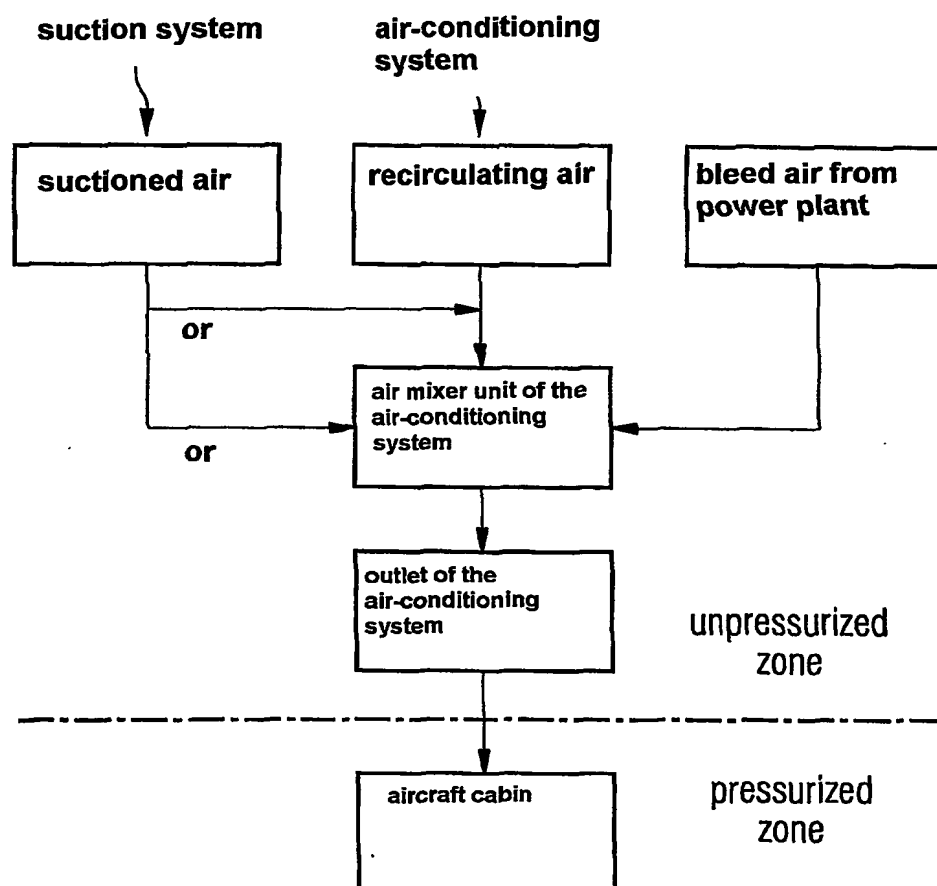 suction system
air-conditioning
system
suctioned air
recirculating air
bleed air from
power plant
or
air mixer unit of the
air-conditioning
system
or
outlet of the
air-conditioning
system
unpressurized
zone
aircraft cabin
pressurized
zone